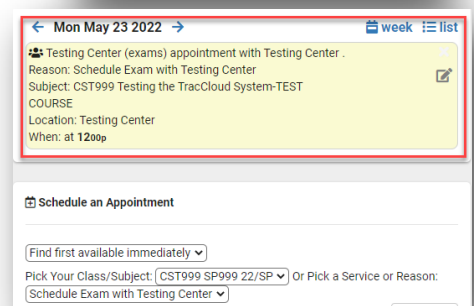 ← Mon May 23 2022 → week list
Testing Center (exams) appointment with Testing Center .
Reason: Schedule Exam with Testing Center
Subject: CST999 Testing the TracCloud System-TEST
COURSE
Location: Testing Center
When: at 1200p
Schedule an Appointment
Find first available immediately
Pick Your Class/Subject: CST999 SP999 22/SP Or Pick a Service or Reason:
Schedule Exam with Testing Center